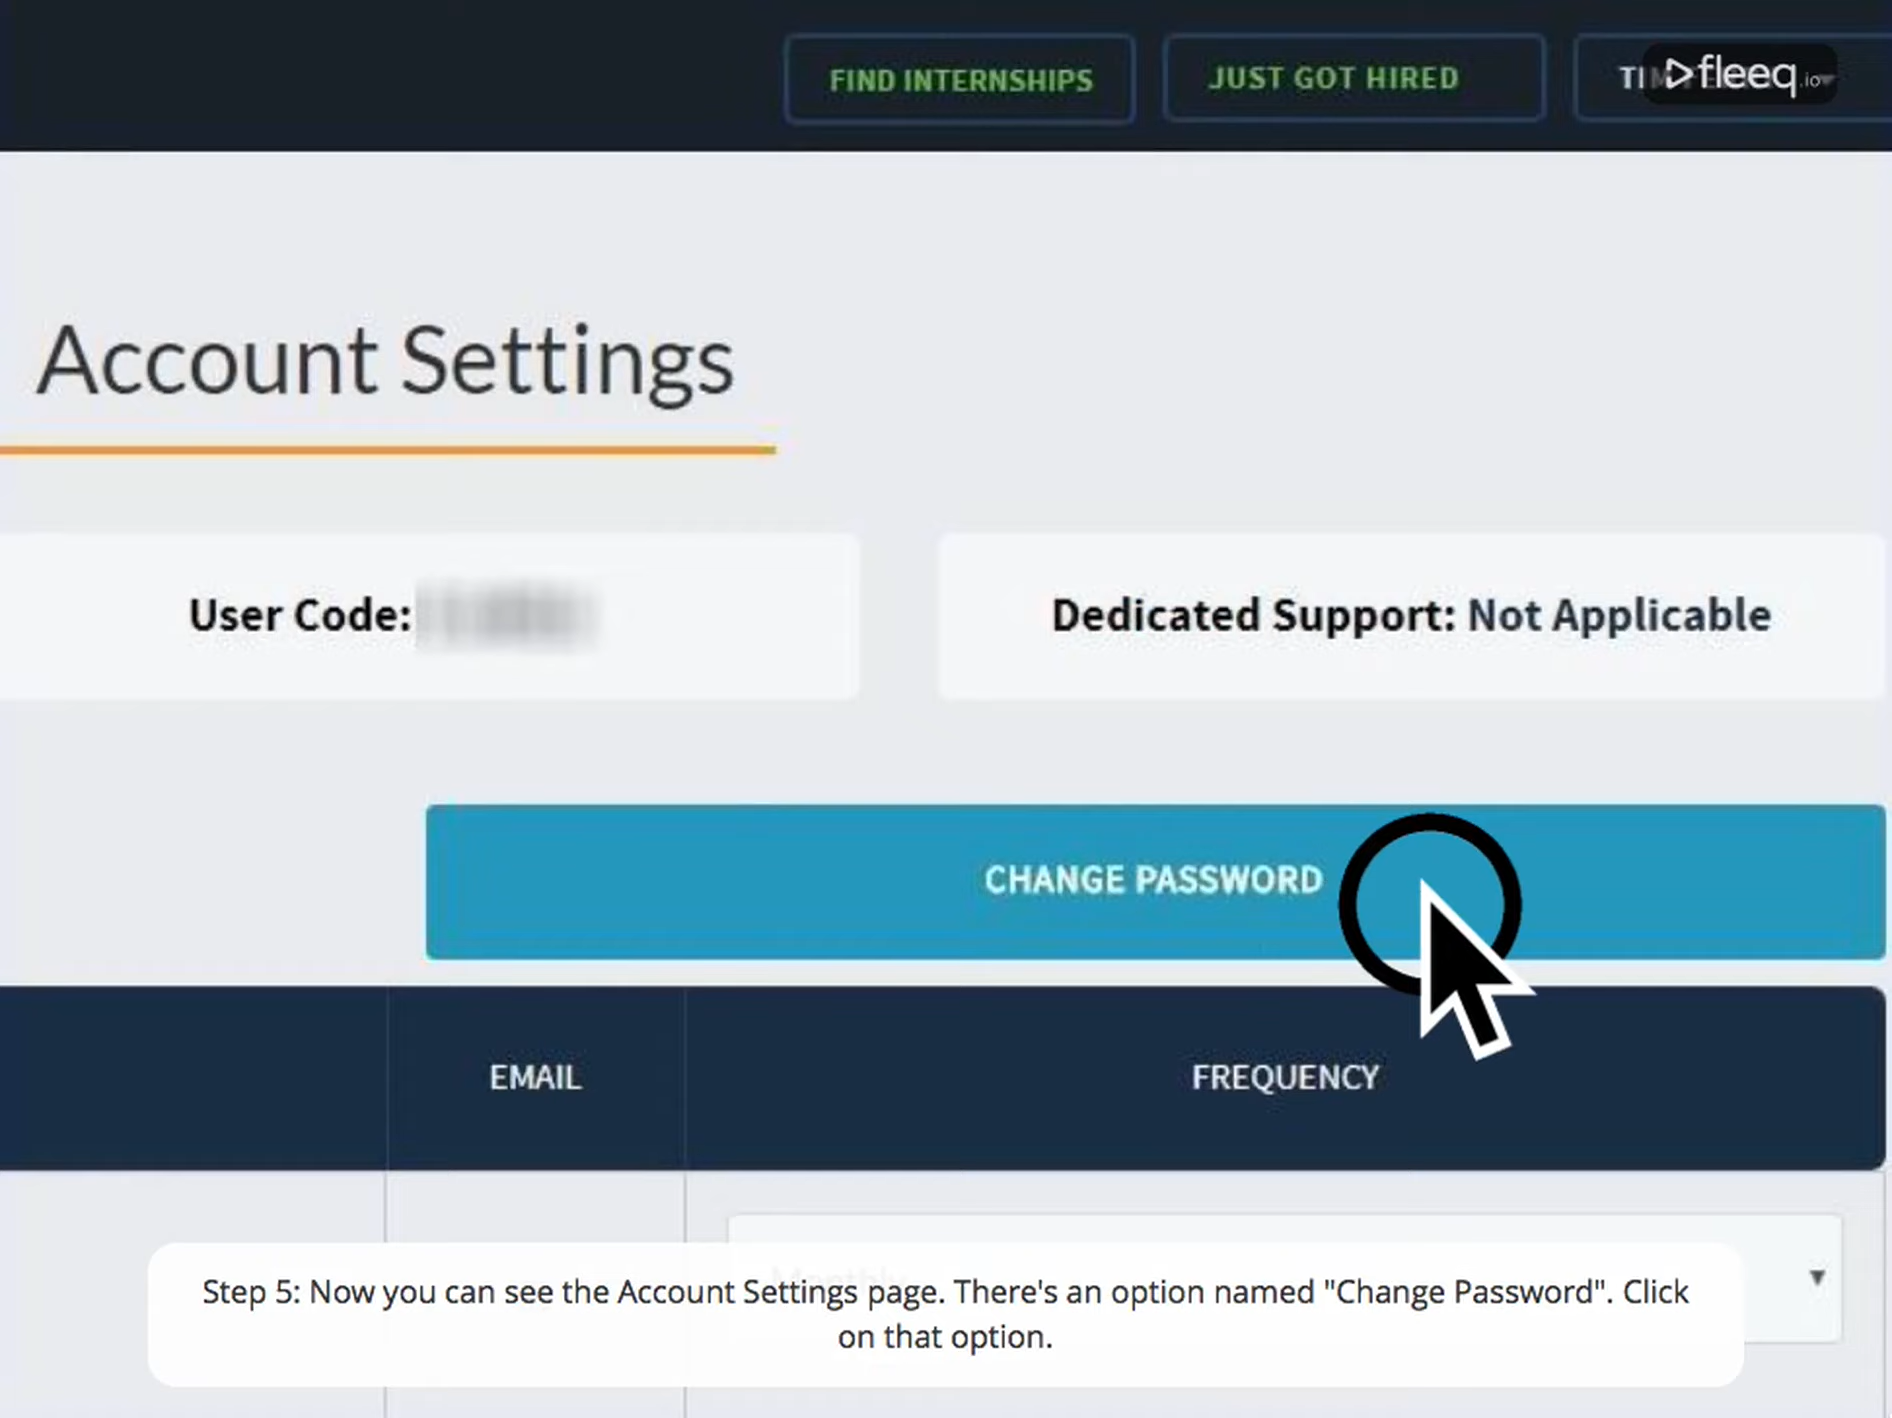 FIND INTERNSHIPS
JUST GOT HIRED
fleeq.io
Account Settings
User Code:
Dedicated Support: Not Applicable
CHANGE PASSWORD
EMAIL
FREQUENCY
Step 5: Now you can see the Account Settings page. There's an option named "Change Password". Click
on that option.